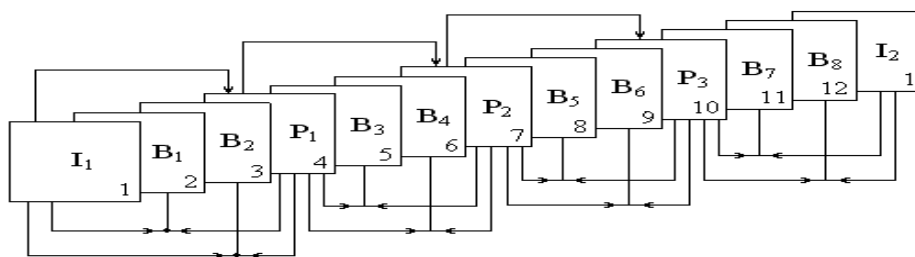 I₁ 1
B₁ 2
B₂ 3
P₁ 4
B₃ 5
B₄ 6
P₂ 7
B₅ 8
B₆ 9
P₃ 10
B₇ 11
B₈ 12
I₂ 1